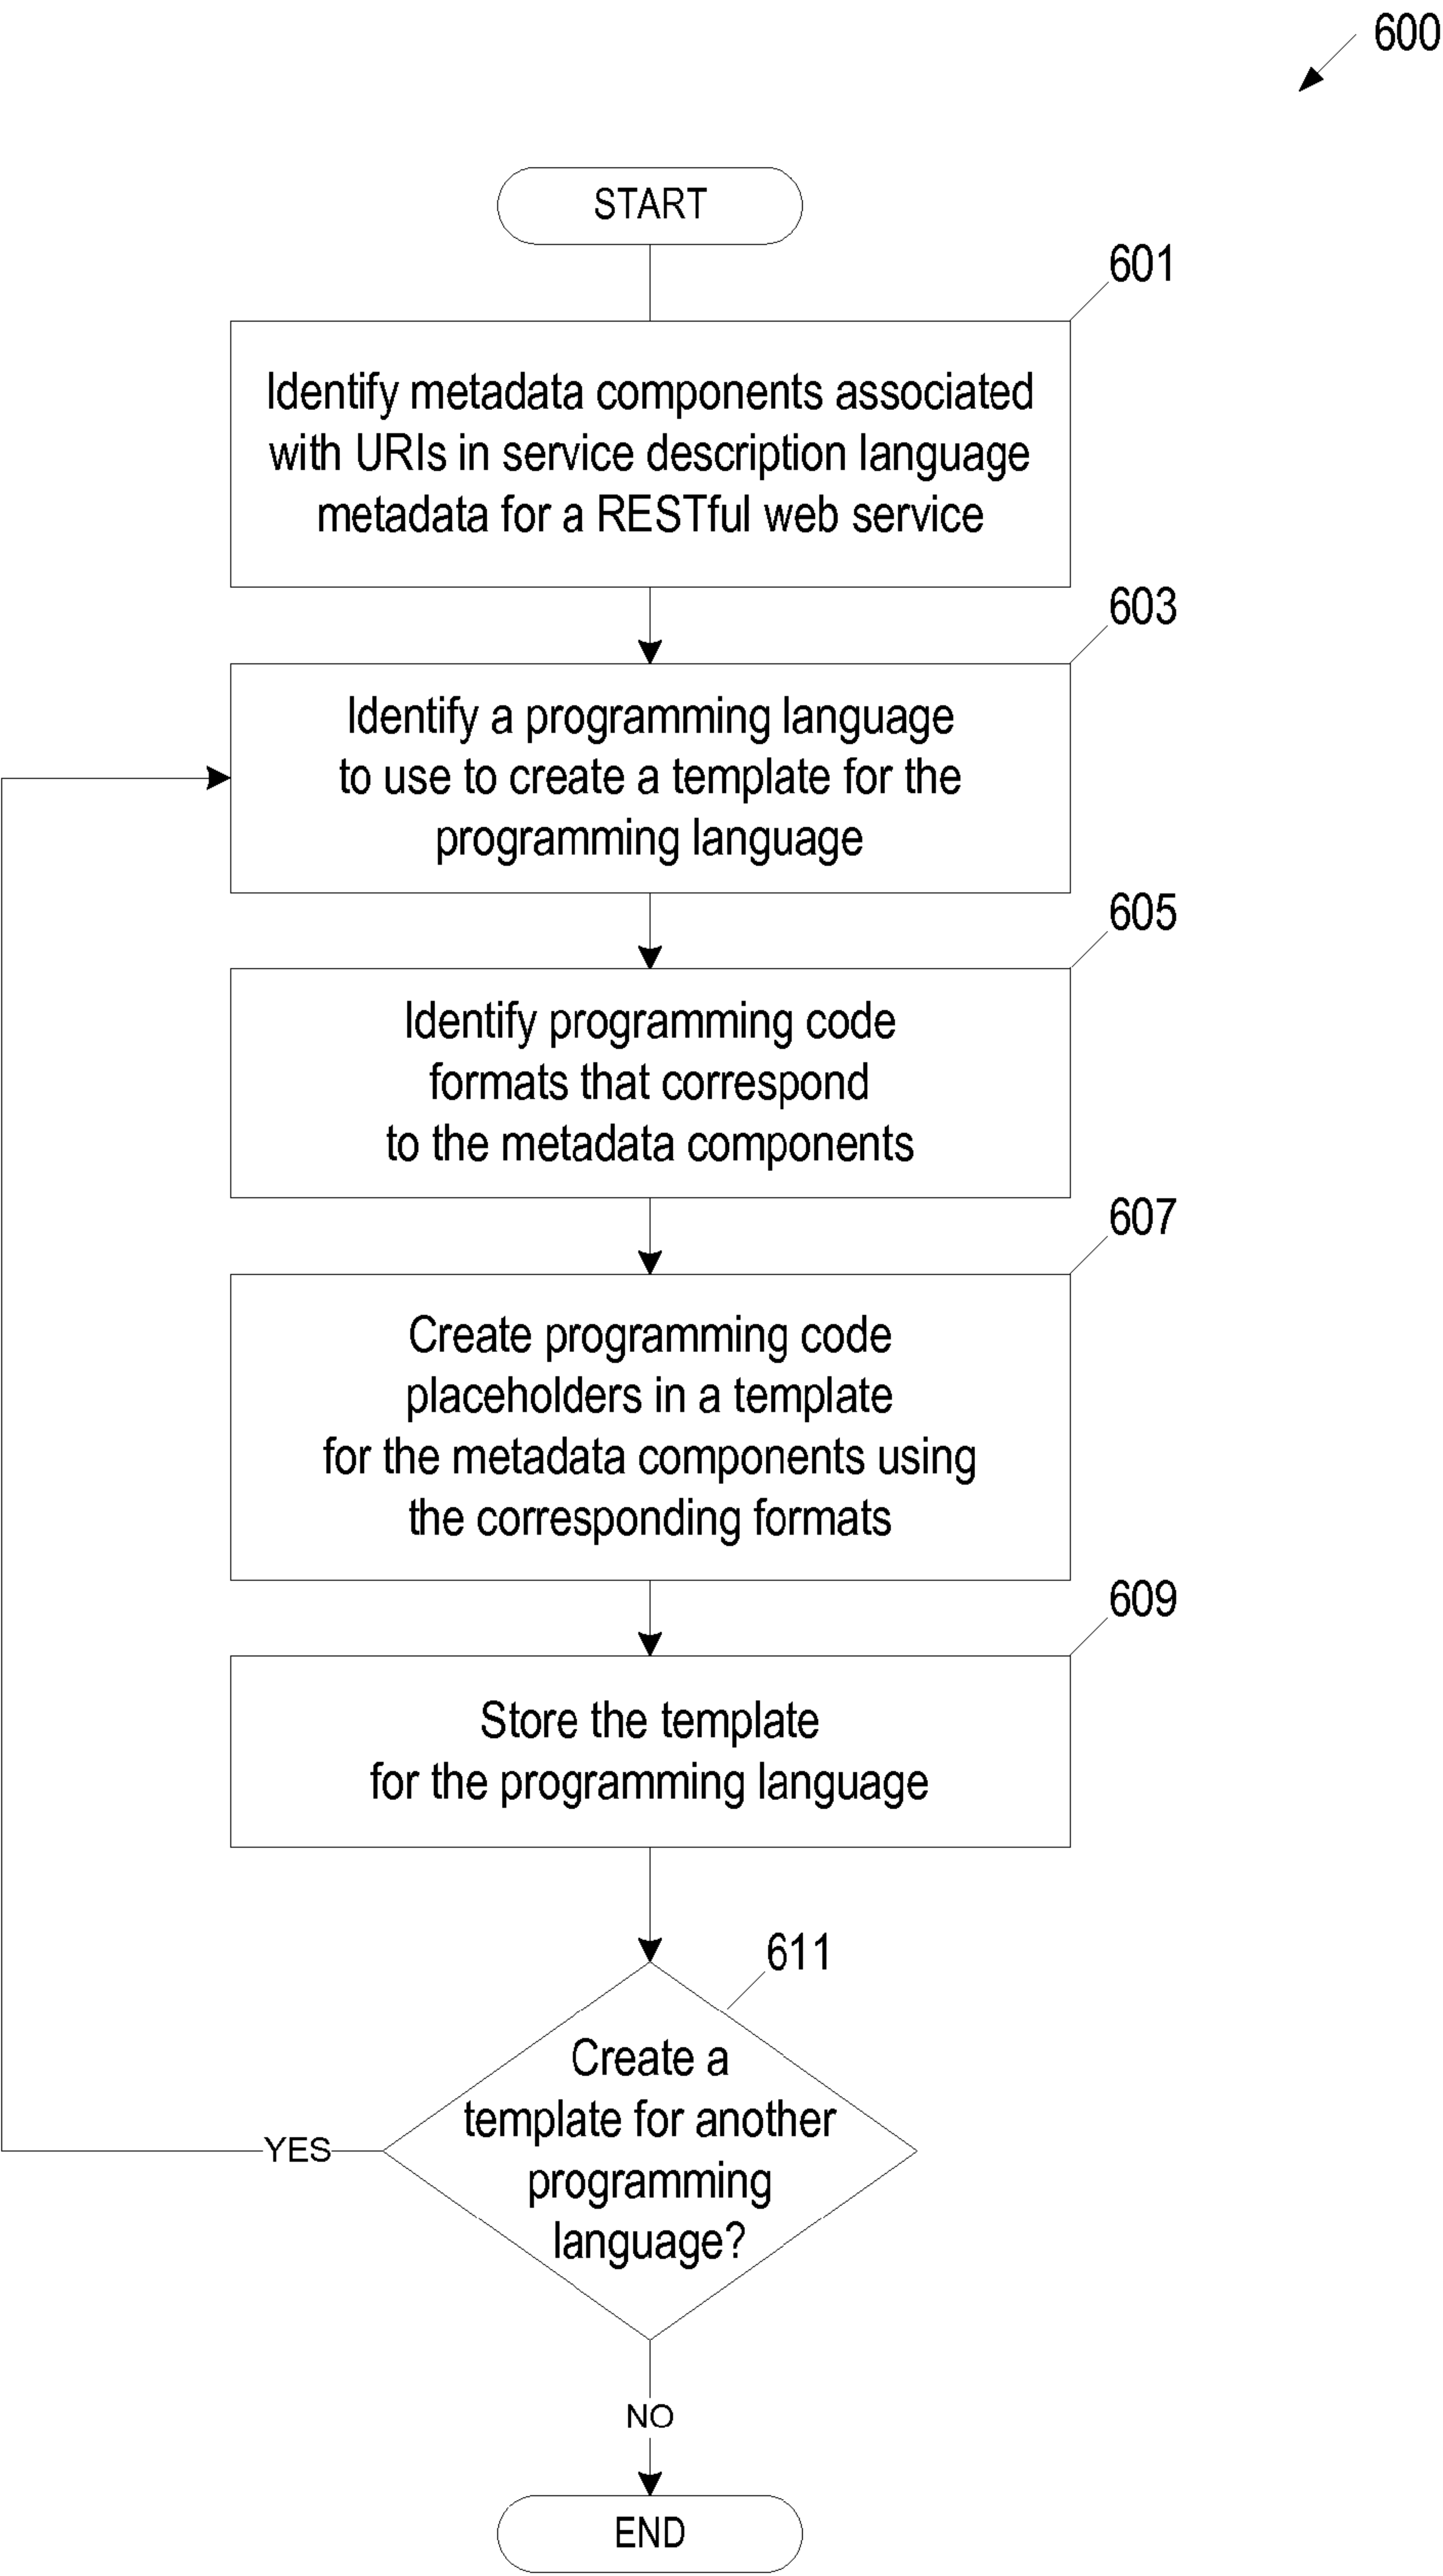 600
START
601
Identify metadata components associated
with URIs in service description language
metadata for a RESTful web service
603
Identify a programming language
to use to create a template for the
programming language
605
Identify programming code
formats that correspond
to the metadata components
607
Create programming code
placeholders in a template
for the metadata components using
the corresponding formats
609
Store the template
for the programming language
611
Create a
template for another
programming
language?
YES
NO
END